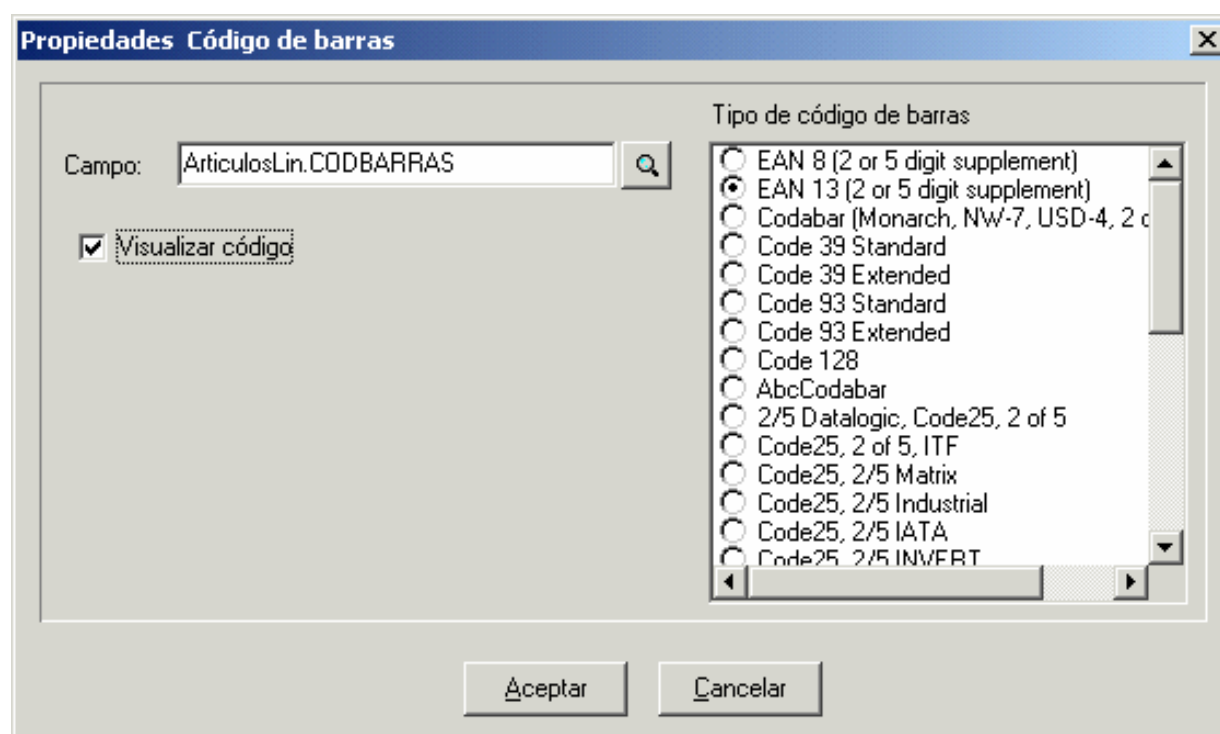 Propiedades Código de barras
Campo:
ArticulosLin.CODBARRAS
Visualizar código
Tipo de código de barras
EAN 8 (2 or 5 digit supplement)
EAN 13 (2 or 5 digit supplement)
Codabar (Monarch, NW-7, USD-4, 2 o
Code 39 Standard
Code 39 Extended
Code 93 Standard
Code 93 Extended
Code 128
AbcCodabar
2/5 Datalogic, Code25, 2 of 5
Code25, 2 of 5, ITF
Code25, 2/5 Matrix
Code25, 2/5 Industrial
Code25, 2/5 IATA
Code25, 2/5 INVERT
Aceptar
Cancelar